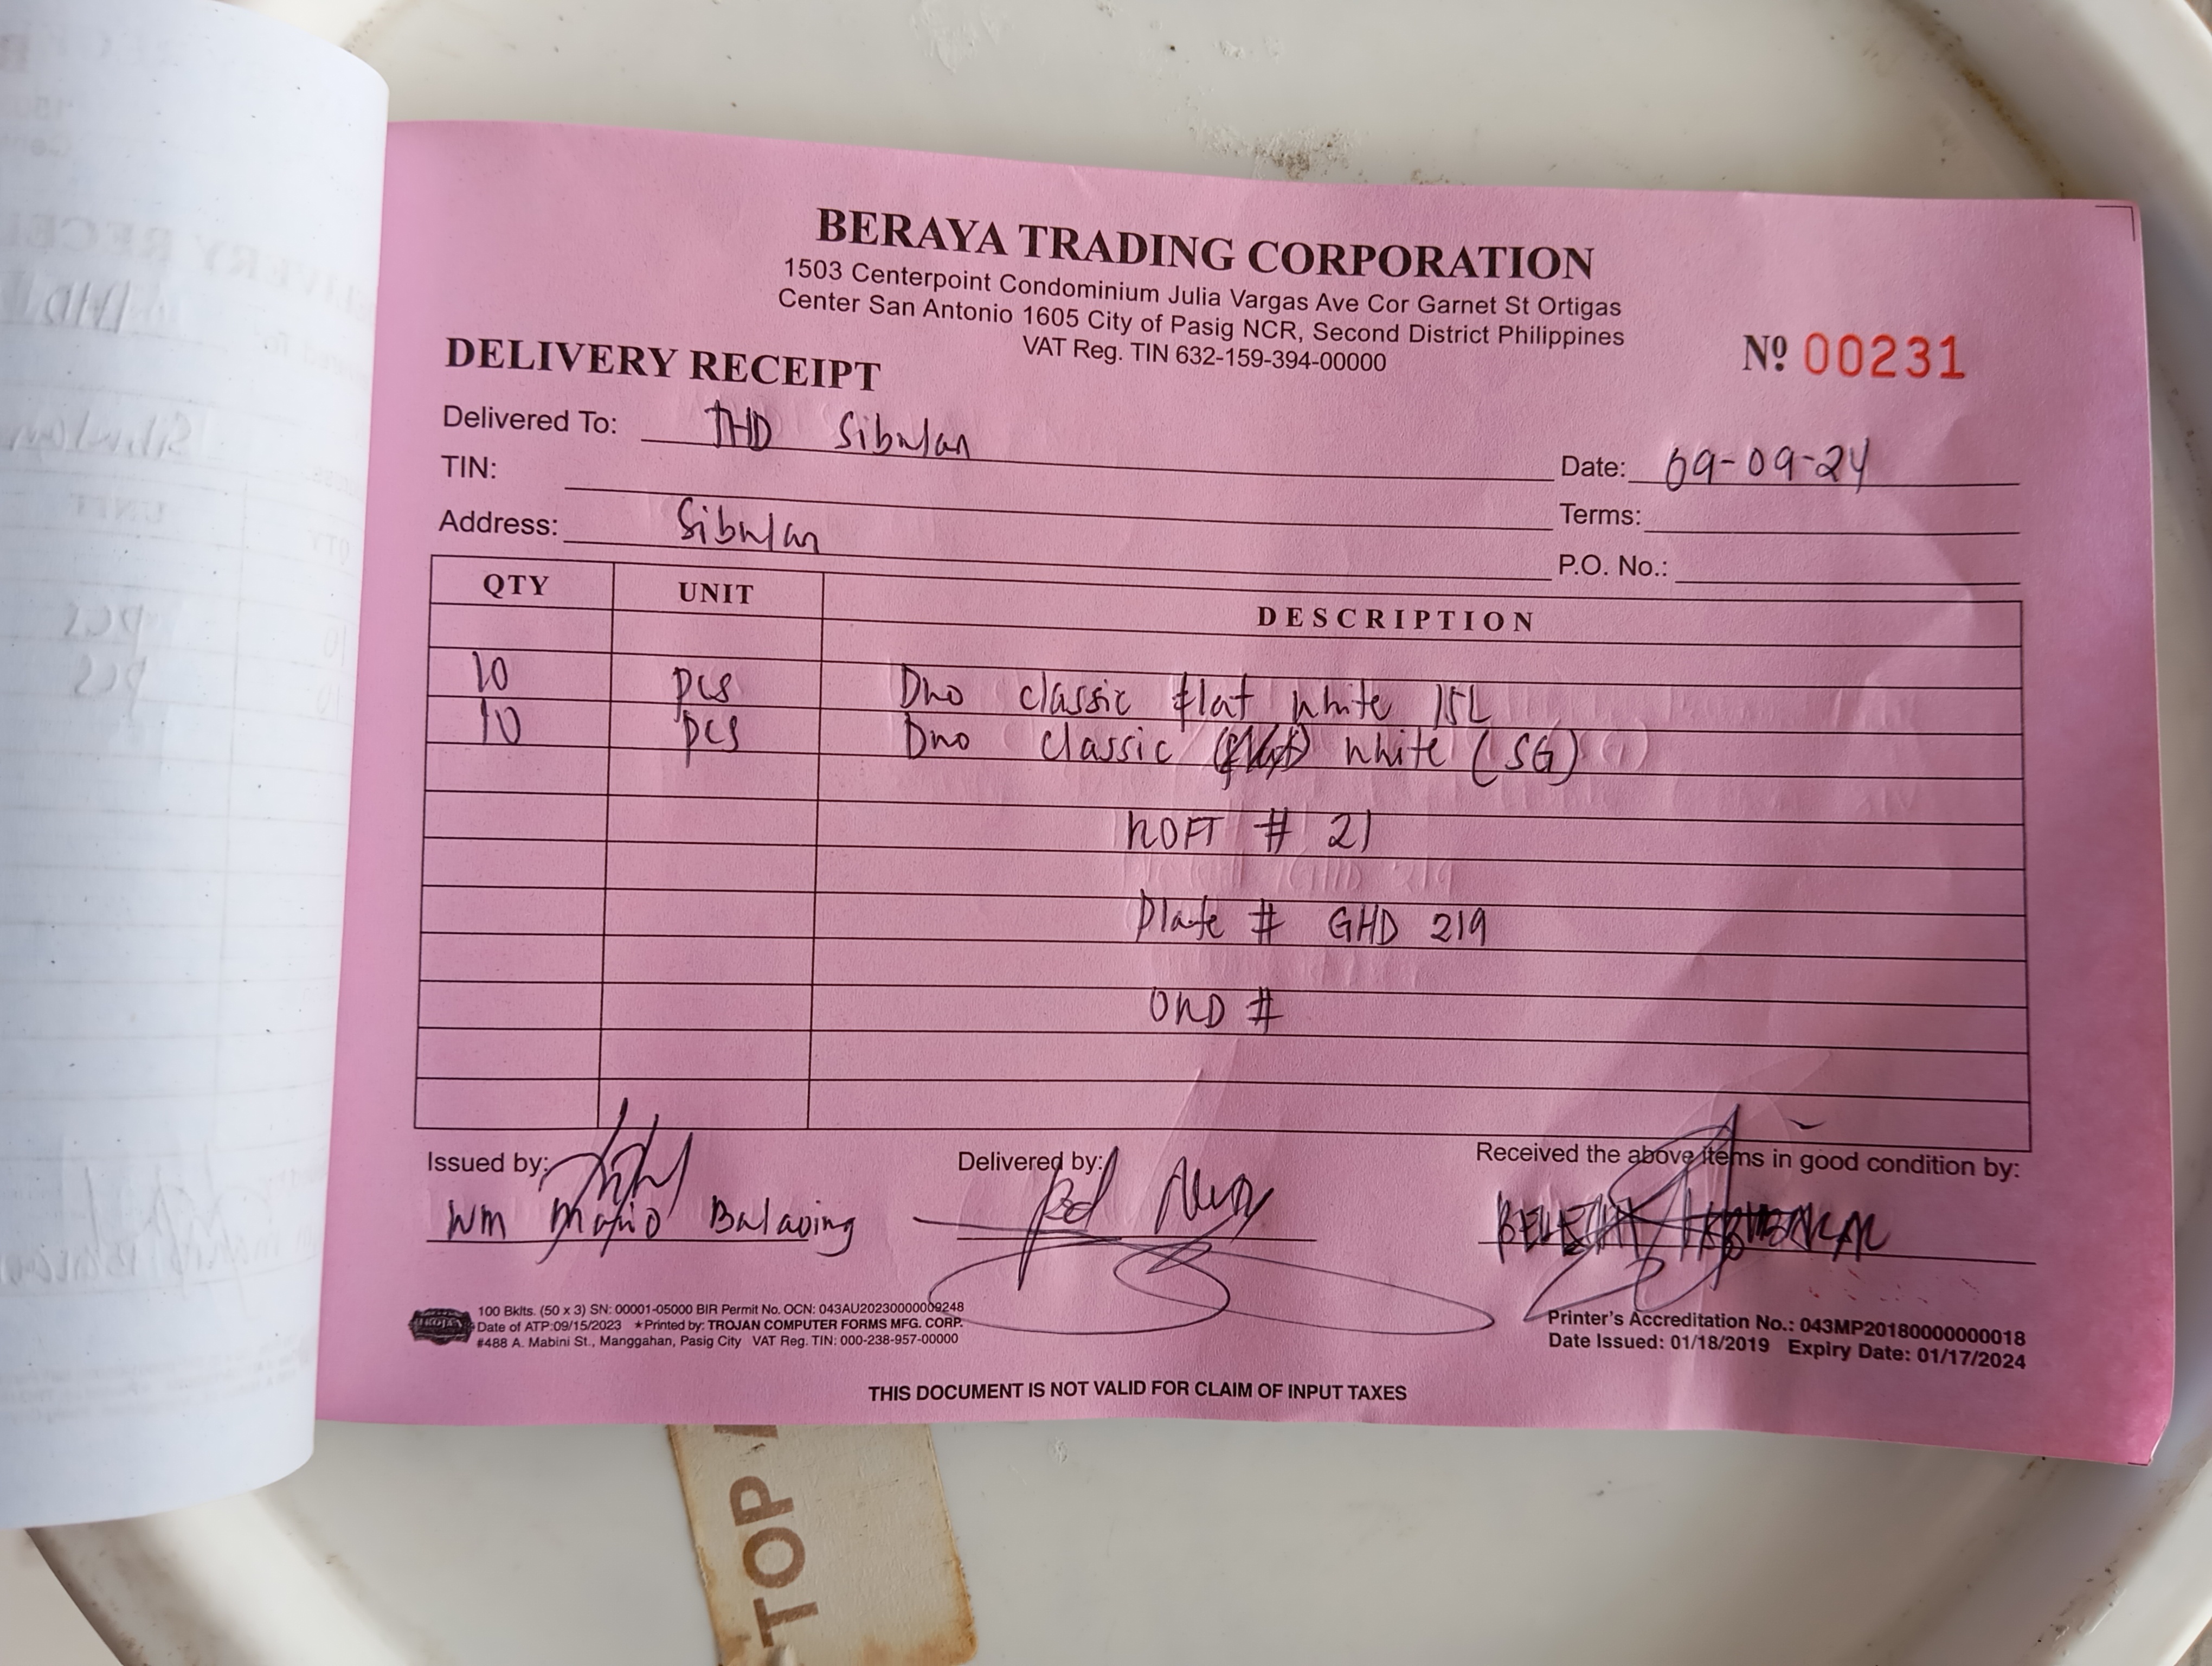 BERAYA TRADING CORPORATION
1503 Centerpoint Condominium Julia Vargas Ave Cor Garnet St Ortigas
Center San Antonio 1605 City of Pasig NCR, Second District Philippines
VAT Reg. TIN 632-159-394-00000
DELIVERY RECEIPT
Nº 00231
Delivered To: THD Sibulan
Date: 09-09-24
TIN:
Terms:
Address: Sibulan
P.O. No.:
QTY UNIT DESCRIPTION
10 pcs Duo classic flat white 15L
10 pcs Duo classic white (SG)
# 21
Plate # GHD 219
#
Issued by:
Delivered by:
Received the above items in good condition by:
WM Balaoing
100 Bklts. (50 x 3) SN: 00001-05000 BIR Permit No. OCN: 043AU20230000009248
Date of ATP:09/15/2023 ★Printed by: TROJAN COMPUTER FORMS MFG. CORP.
#488 A. Mabini St., Manggahan, Pasig City VAT Reg. TIN: 000-238-957-00000
TROJAN
Printer's Accreditation No.: 043MP20180000000018
Date Issued: 01/18/2019 Expiry Date: 01/17/2024
THIS DOCUMENT IS NOT VALID FOR CLAIM OF INPUT TAXES
TOP